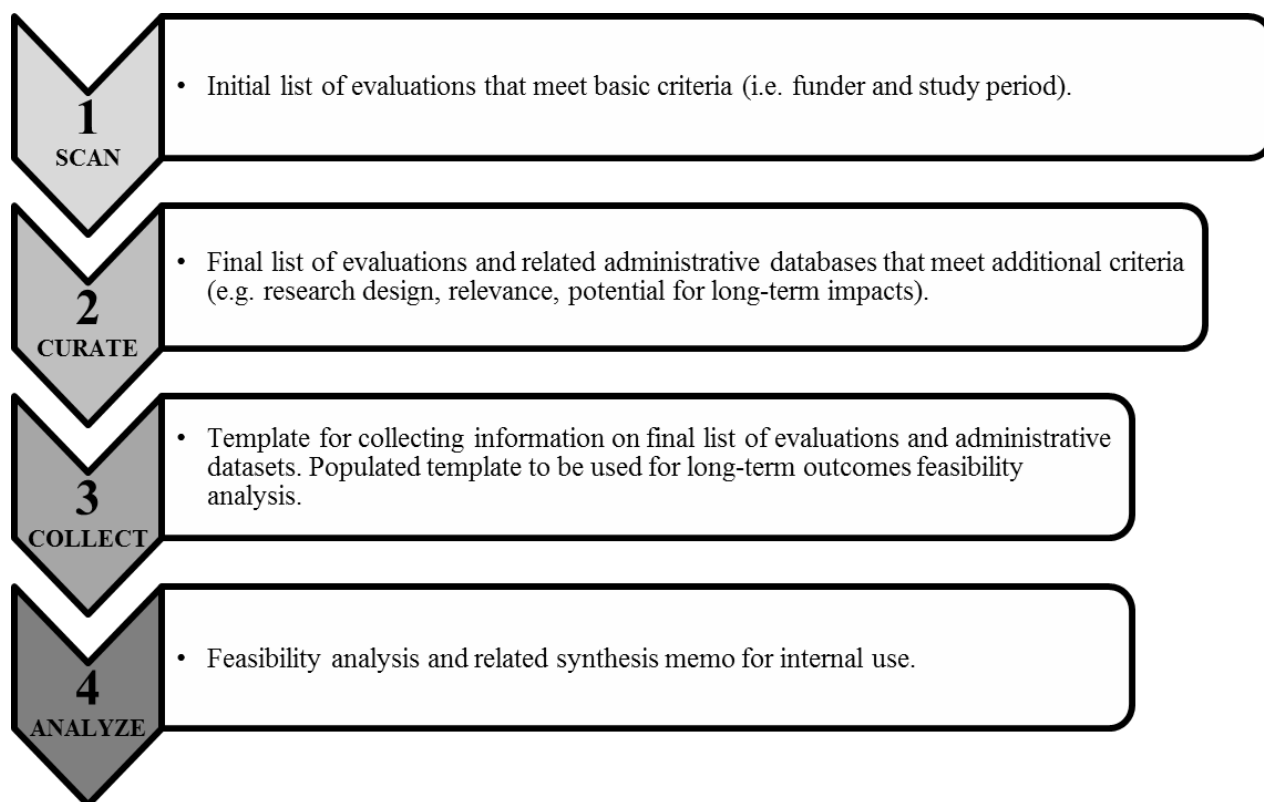 1
SCAN
• Initial list of evaluations that meet basic criteria (i.e. funder and study period).
2
CURATE
• Final list of evaluations and related administrative databases that meet additional criteria
(e.g. research design, relevance, potential for long-term impacts).
3
COLLECT
• Template for collecting information on final list of evaluations and administrative
datasets. Populated template to be used for long-term outcomes feasibility
analysis.
4
ANALYZE
• Feasibility analysis and related synthesis memo for internal use.